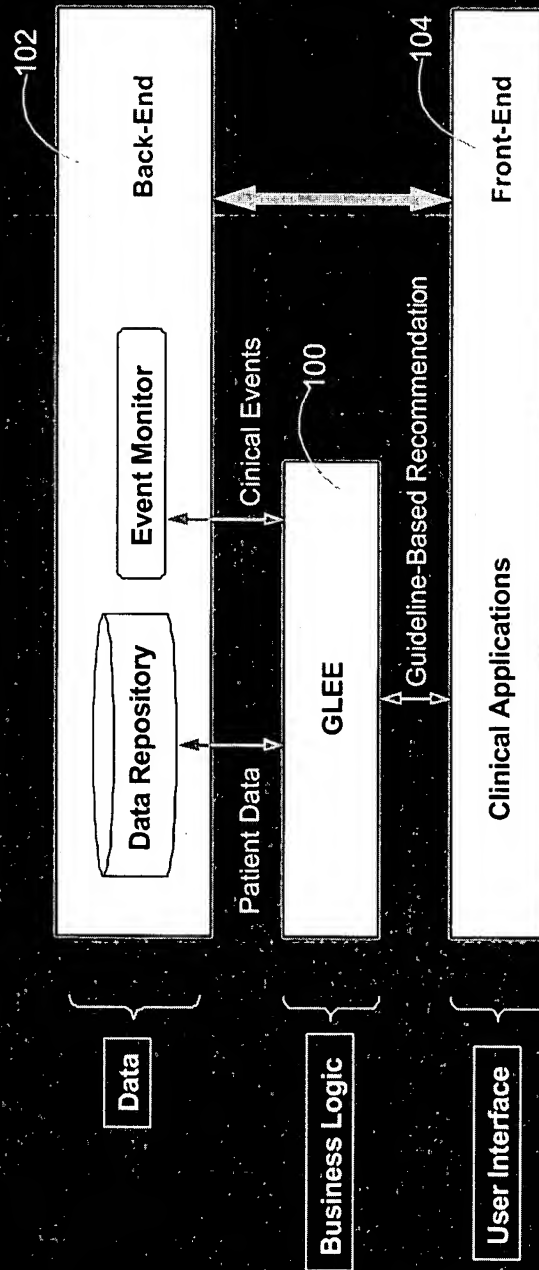 Data
Data Repository
Event Monitor
Back-End
102
Patient Data
Cinical Events
Business Logic
GLEE
100
Guideline-Based Recommendation
User Interface
Clinical Applications
Front-End
104